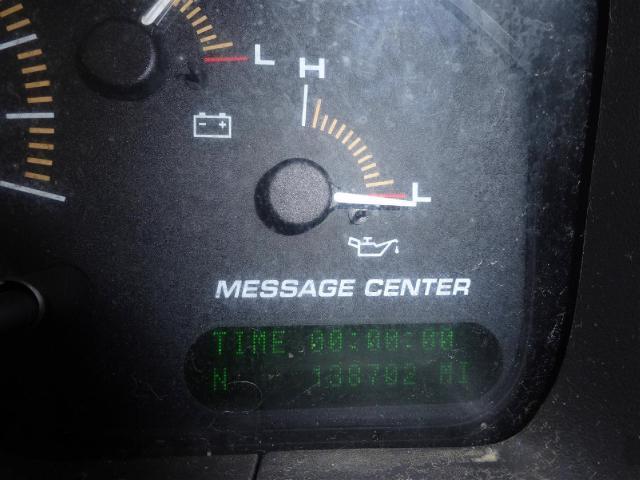 L
H
L
MESSAGE CENTER
TIME 00:00:00
N 138702 MI